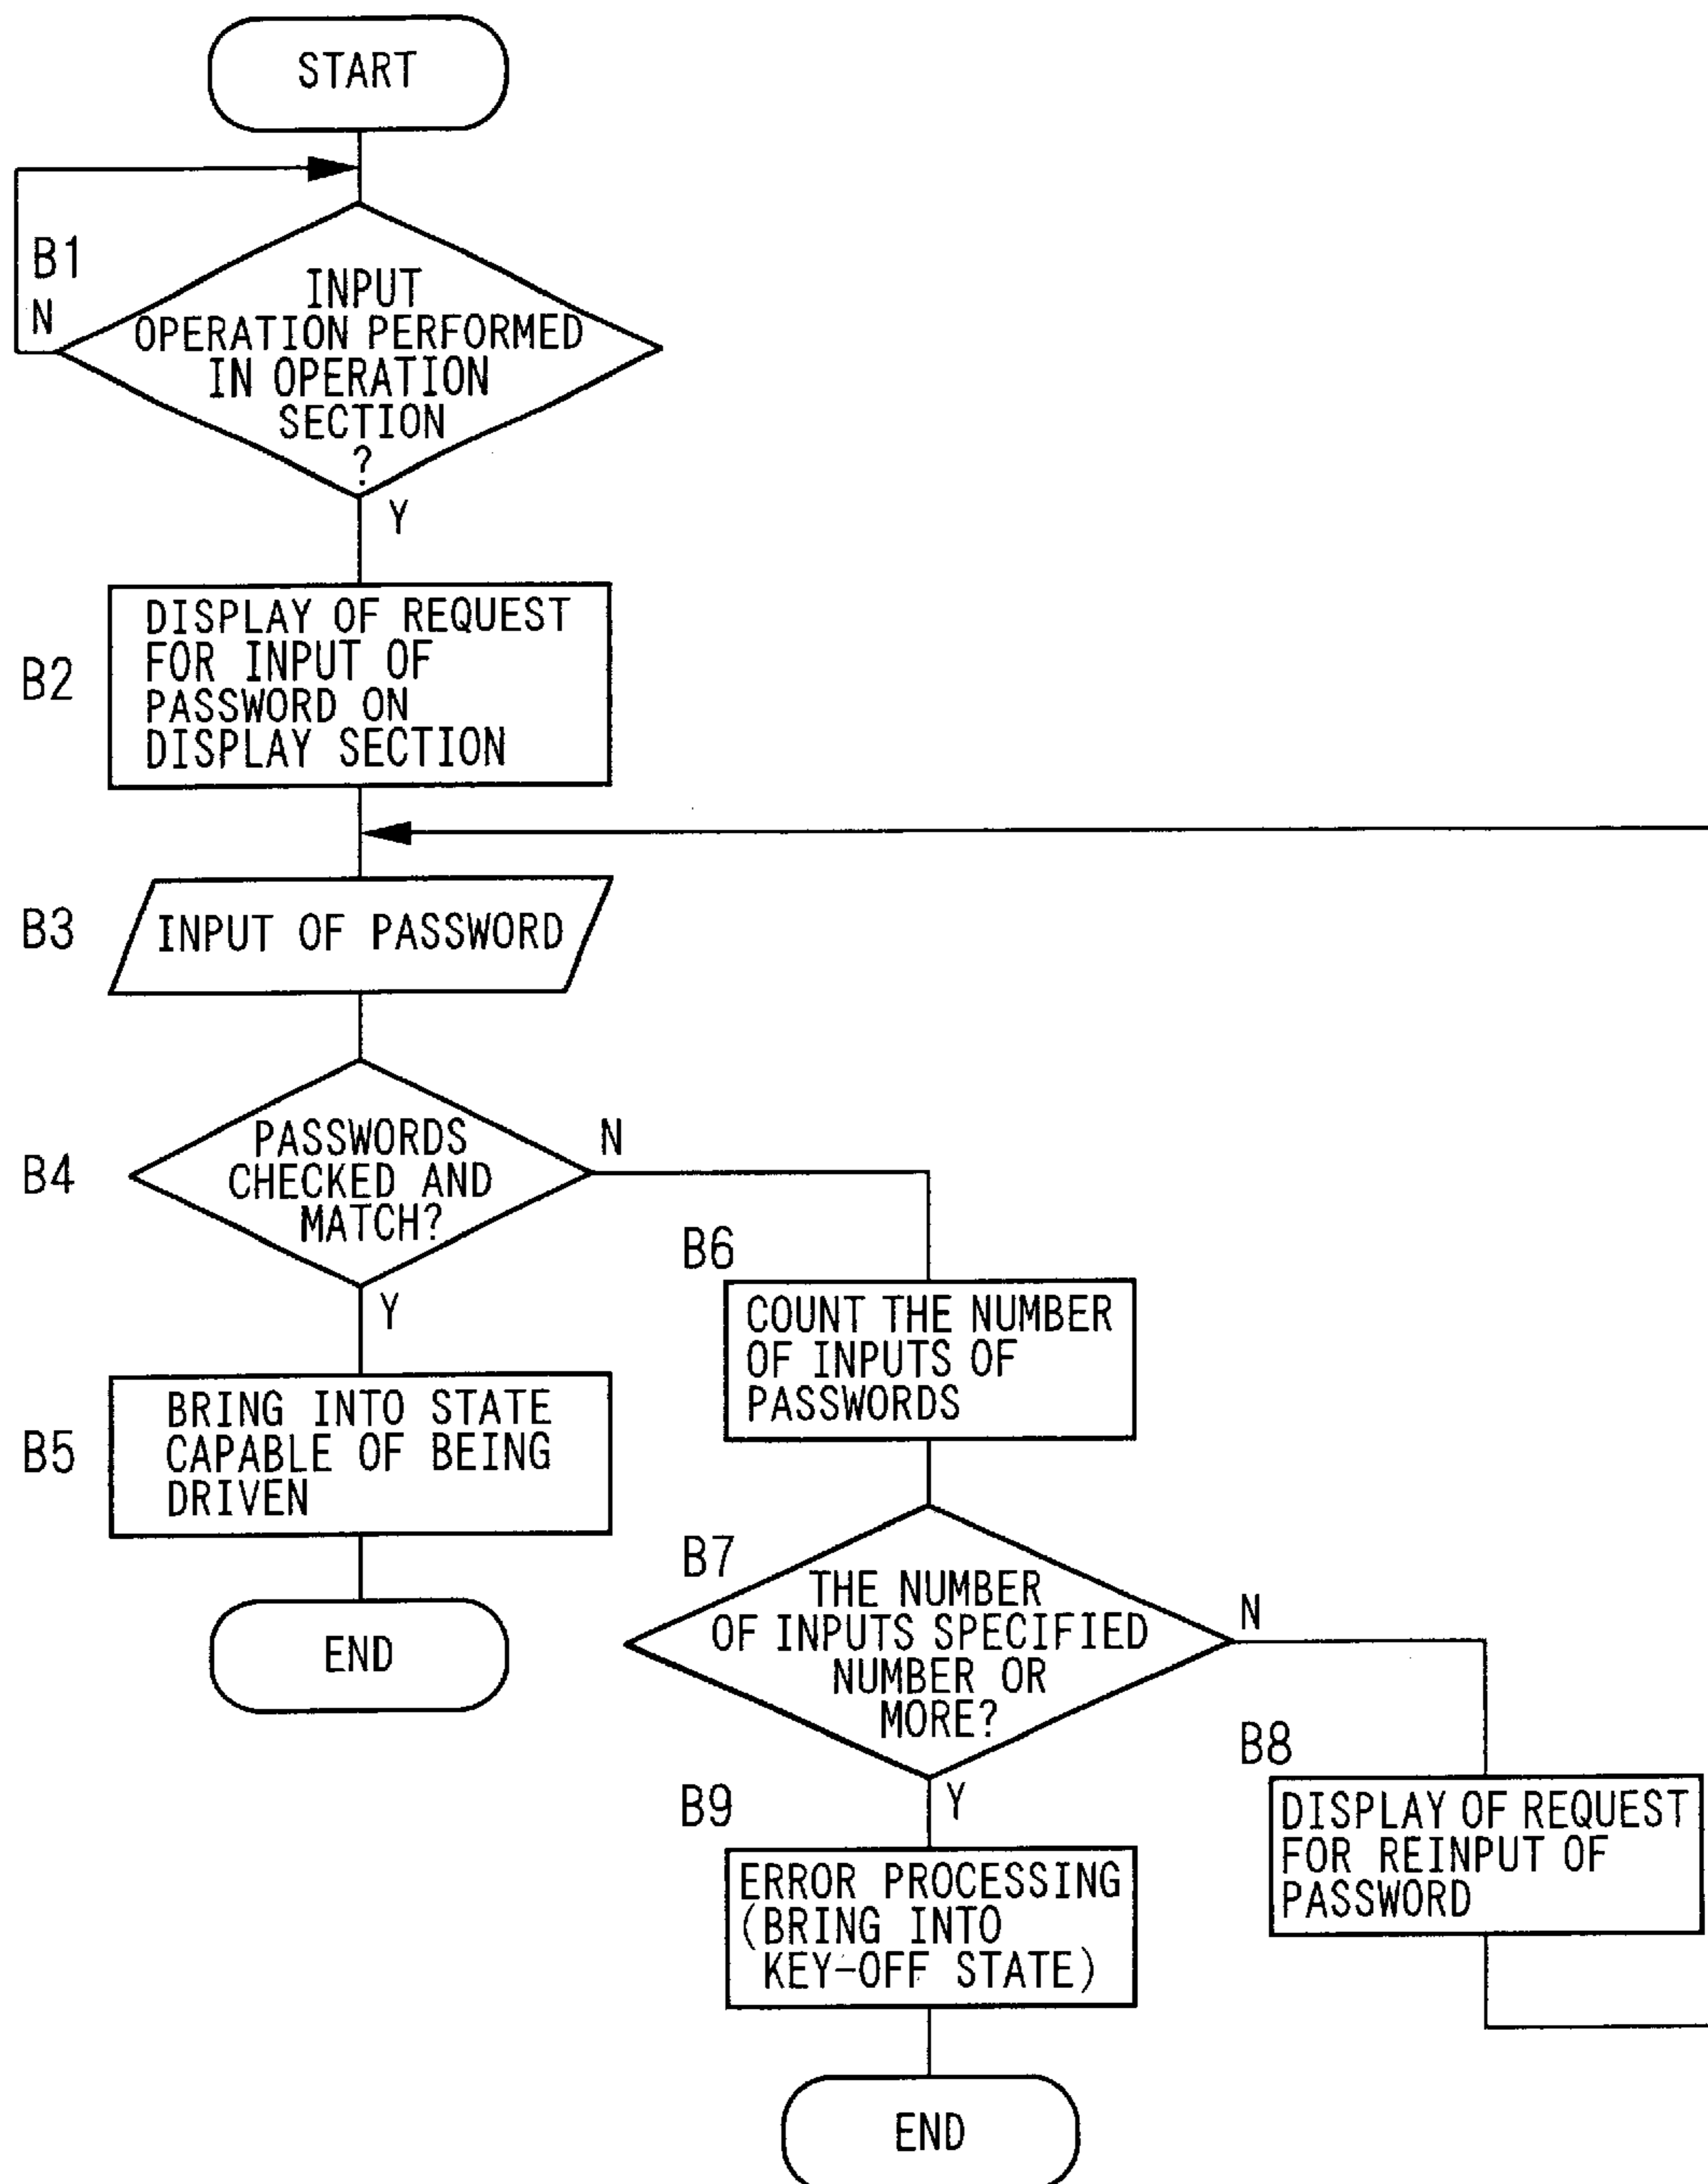 START
B1
N
INPUT
OPERATION PERFORMED
IN OPERATION
SECTION
?
Y
B2
DISPLAY OF REQUEST
FOR INPUT OF
PASSWORD ON
DISPLAY SECTION
B3
INPUT OF PASSWORD
B4
PASSWORDS
CHECKED AND
MATCH?
N
Y
B5
BRING INTO STATE
CAPABLE OF BEING
DRIVEN
END
B6
COUNT THE NUMBER
OF INPUTS OF
PASSWORDS
B7
THE NUMBER
OF INPUTS SPECIFIED
NUMBER OR
MORE?
N
Y
B8
DISPLAY OF REQUEST
FOR REINPUT OF
PASSWORD
B9
ERROR PROCESSING
(BRING INTO
KEY-OFF STATE)
END